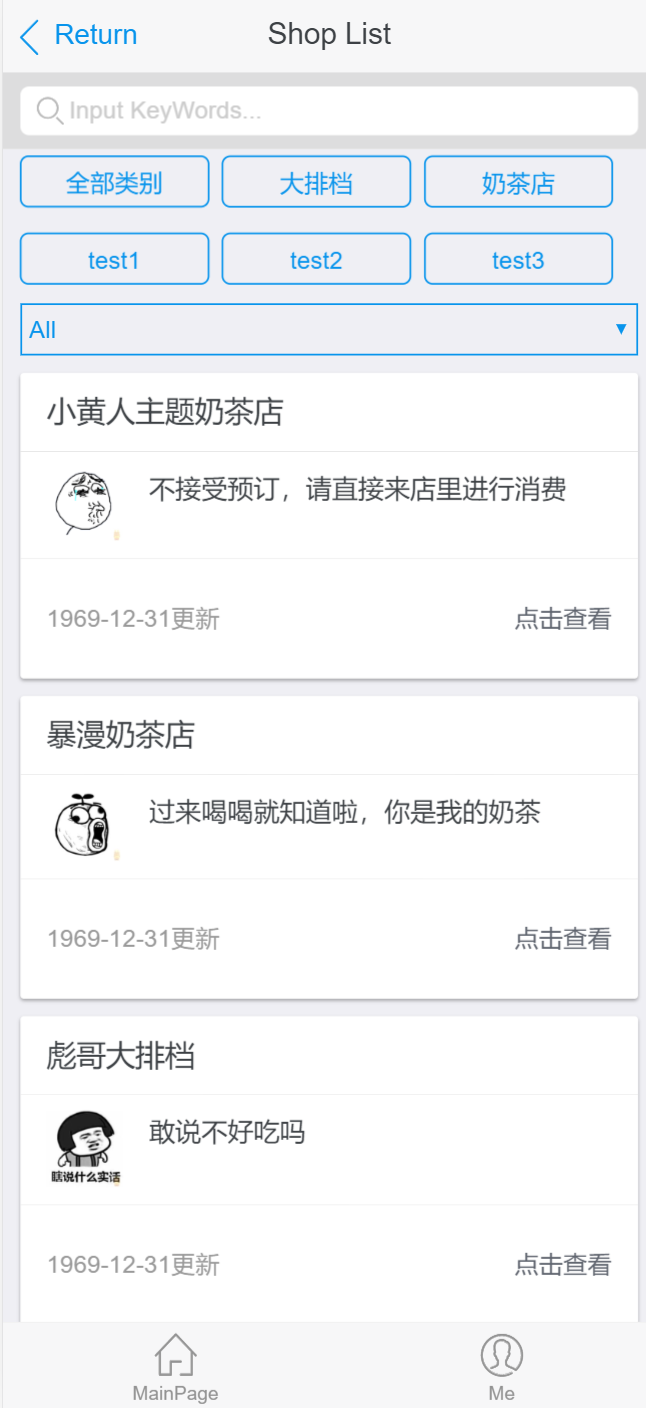 Return
Shop List
Input KeyWords...
全部类别
大排档
奶茶店
test1
test2
test3
All
小黄人主题奶茶店
不接受预订，请直接来店里进行消费
1969-12-31更新
点击查看
暴漫奶茶店
过来喝喝就知道啦，你是我的奶茶
1969-12-31更新
点击查看
彪哥大排档
敢说不好吃吗
瞎说什么实话
1969-12-31更新
点击查看
MainPage
Me